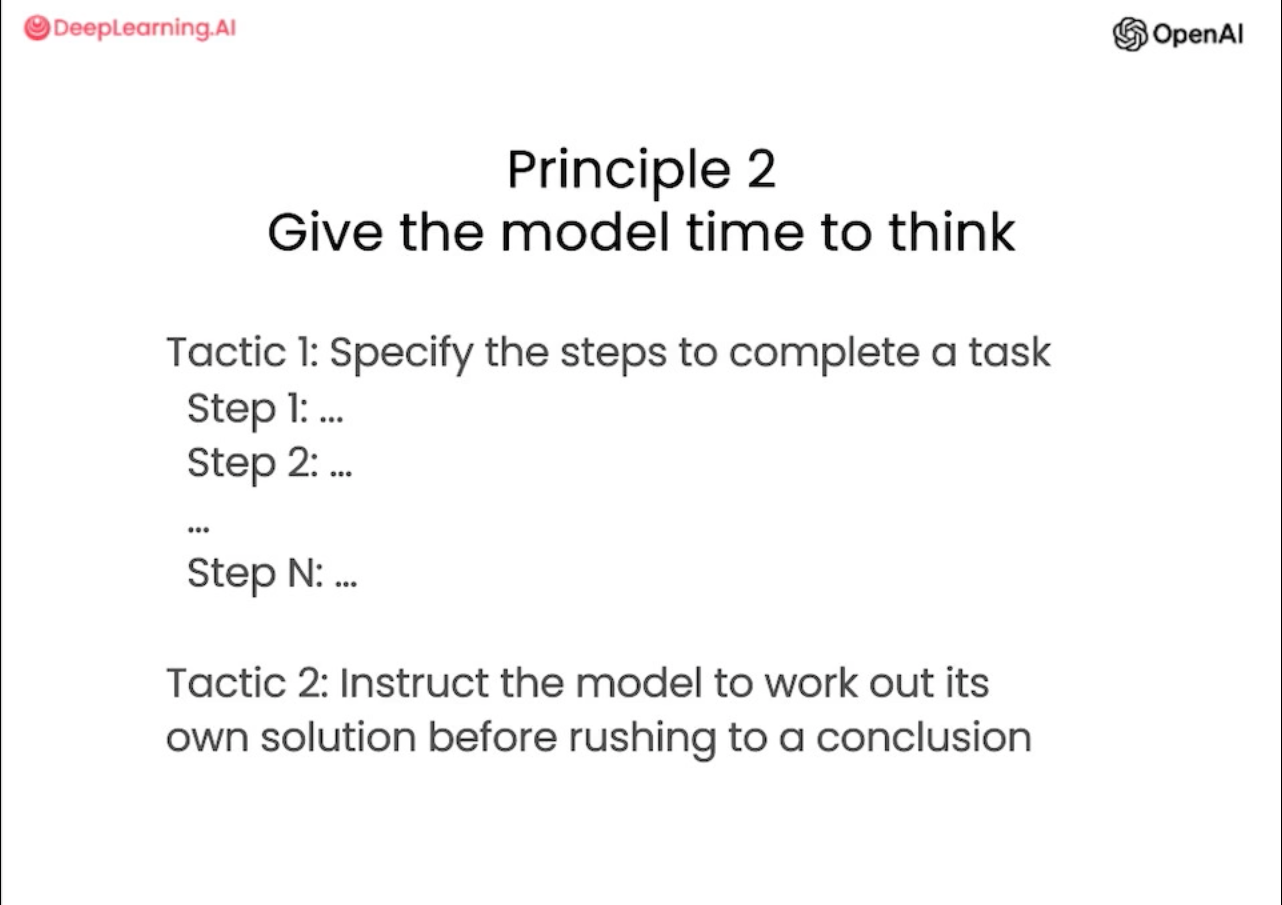 DeepLearning.AI
OpenAI
Principle 2
Give the model time to think
Tactic 1: Specify the steps to complete a task
Step 1: ...
Step 2: ...
...
Step N: ...
Tactic 2: Instruct the model to work out its
own solution before rushing to a conclusion